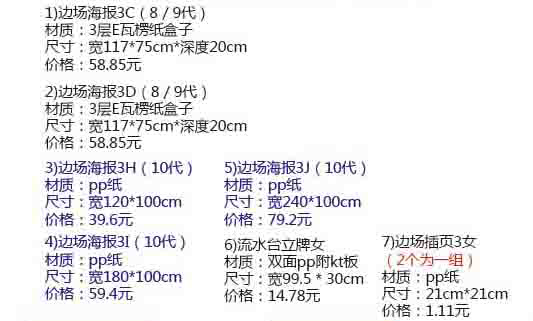 1)边场海报3C（8／9代）
材质：3层E瓦楞纸盒子
尺寸：宽117*75cm*深度20cm
价格：58.85元
2)边场海报3D（8／9代）
材质：3层E瓦楞纸盒子
尺寸：宽117*75cm*深度20cm
价格：58.85元
3)边场海报3H（10代）
材质：pp纸
尺寸：宽120*100cm
价格：39.6元
4)边场海报3I（10代）
材质：pp纸
尺寸：宽180*100cm
价格：59.4元
5)边场海报3J（10代）
材质：pp纸
尺寸：宽240*100cm
价格：79.2元
6)流水台立牌女
材质：双面pp附kt板
尺寸：宽99.5 * 30cm
价格：14.78元
7)边场插页3女
（2个为一组）
材质：pp纸
尺寸：21cm*21cm
价格：1.11元